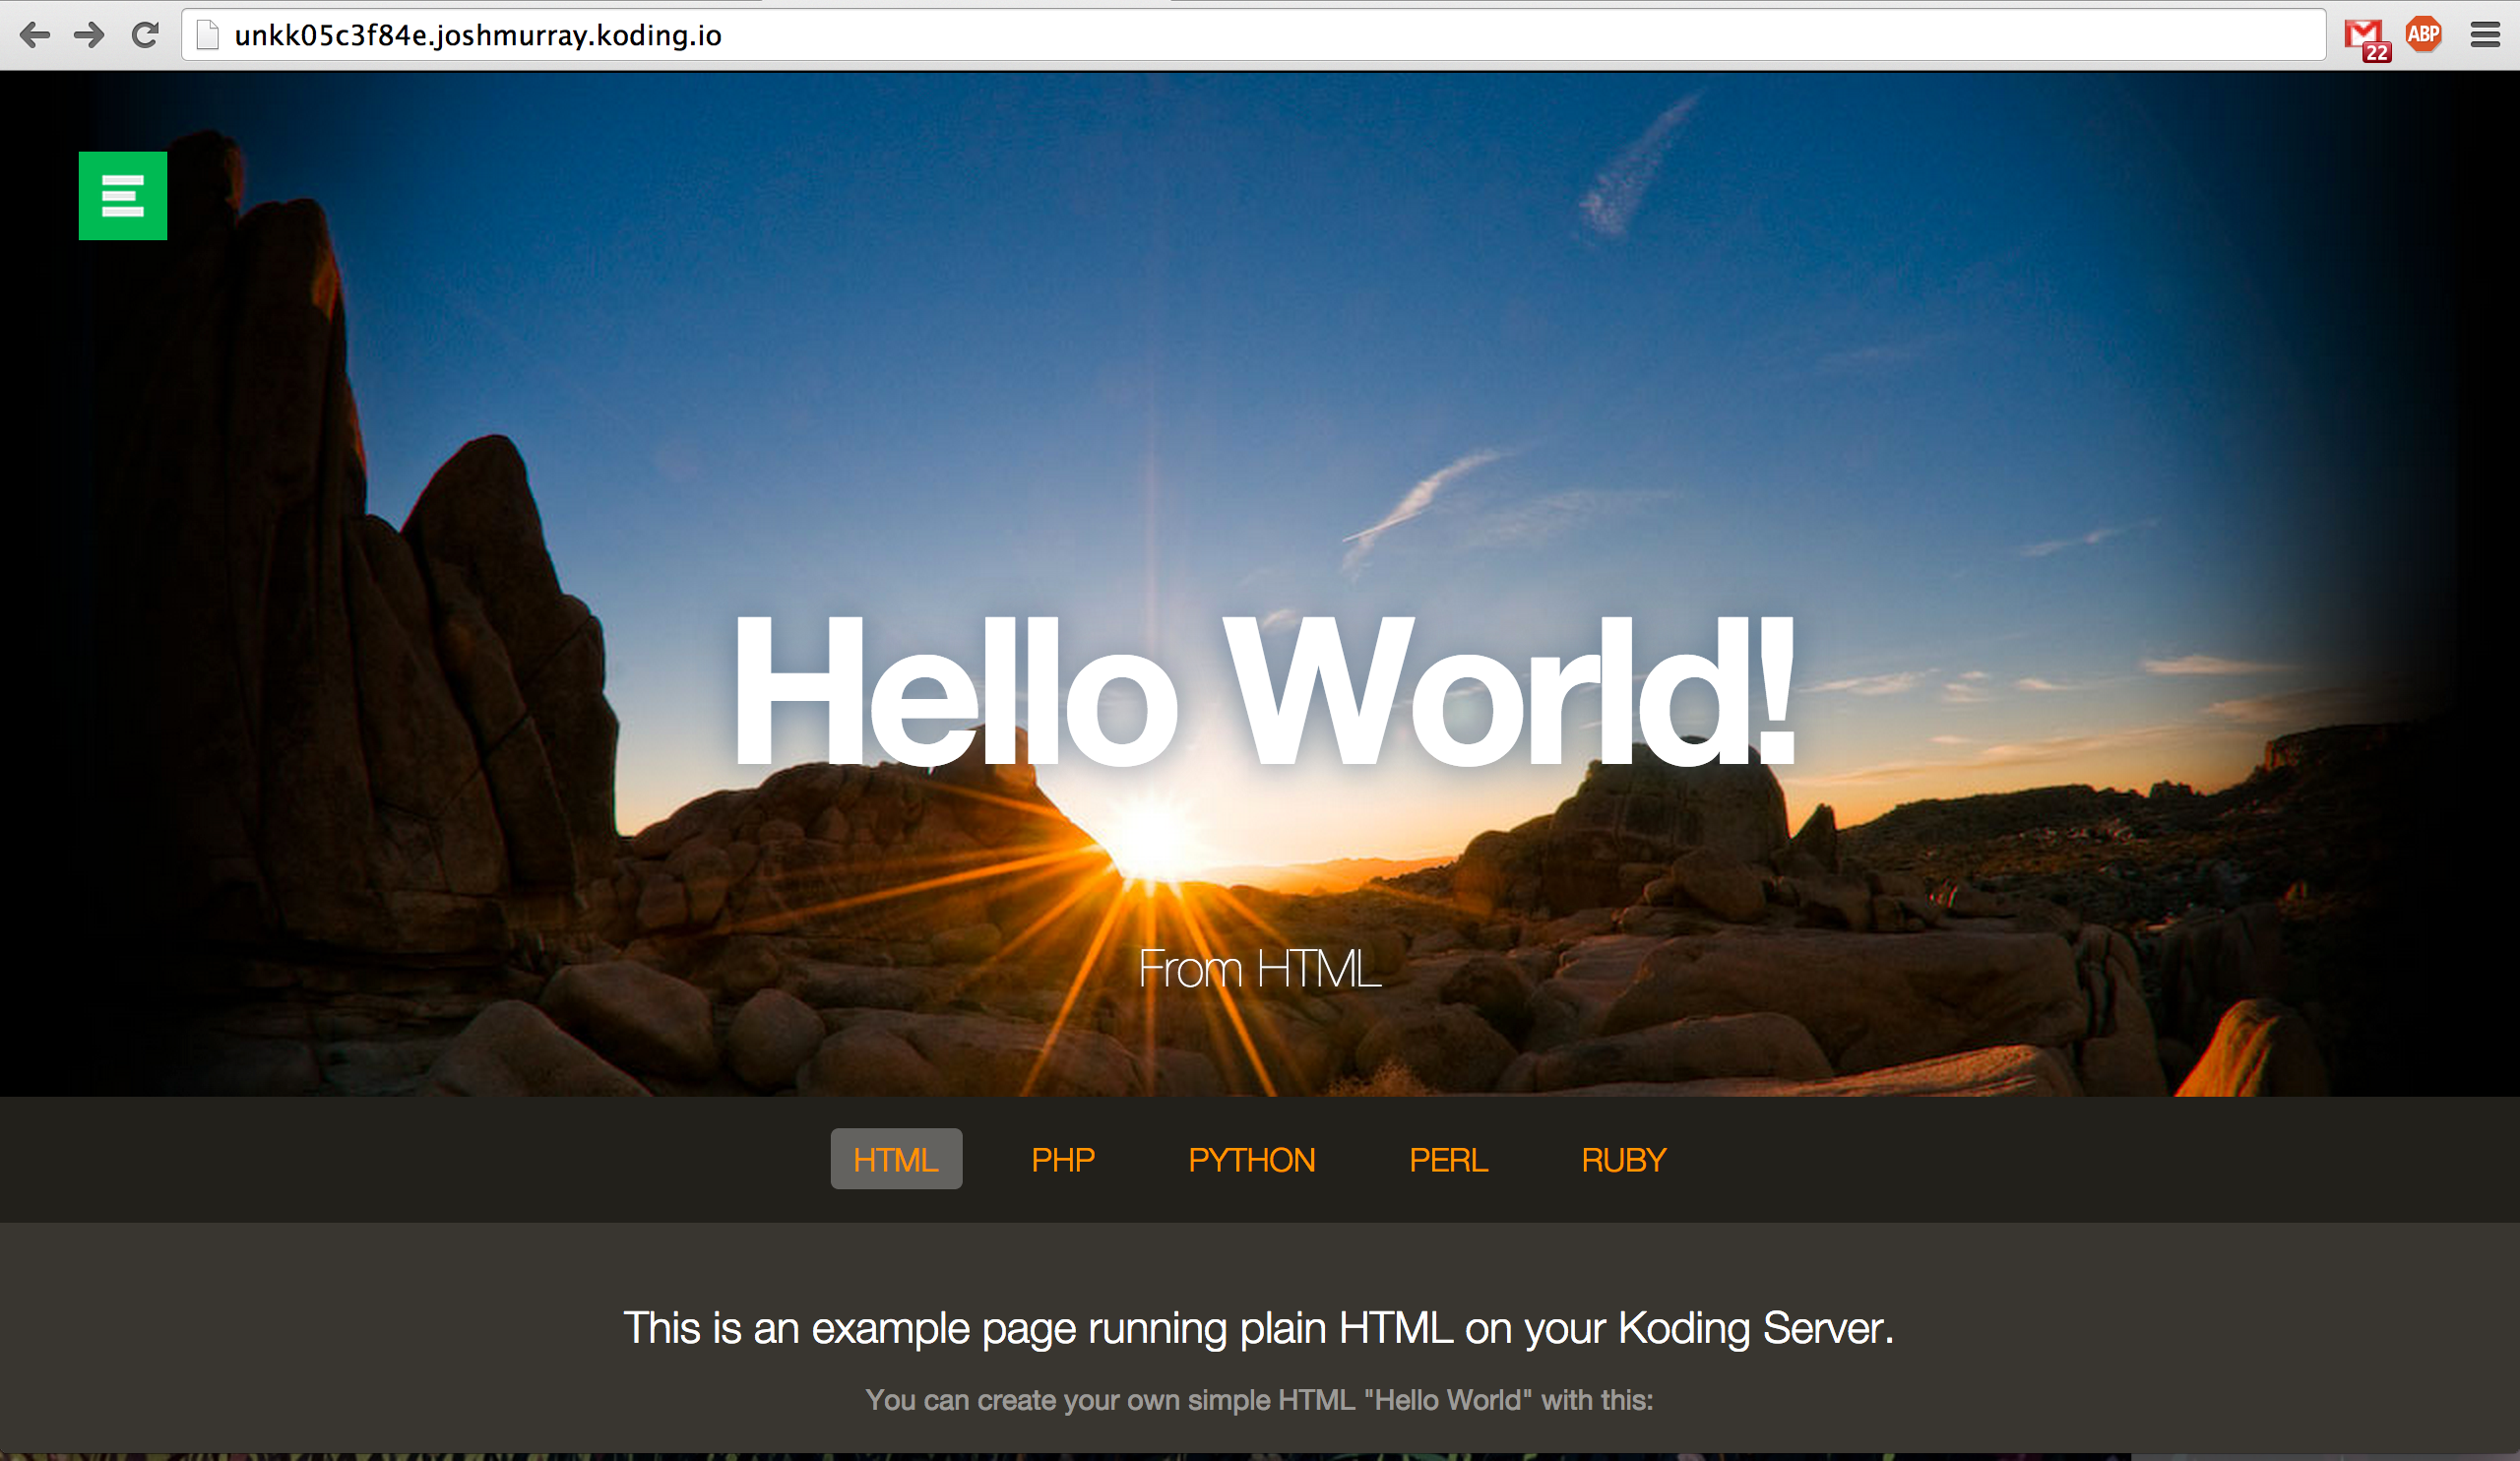 unkk05c3f84e.joshmurray.koding.io
22
ABP
Hello World!
From HTML
HTML PHP PYTHON PERL RUBY
This is an example page running plain HTML on your Koding Server.
You can create your own simple HTML "Hello World" with this: